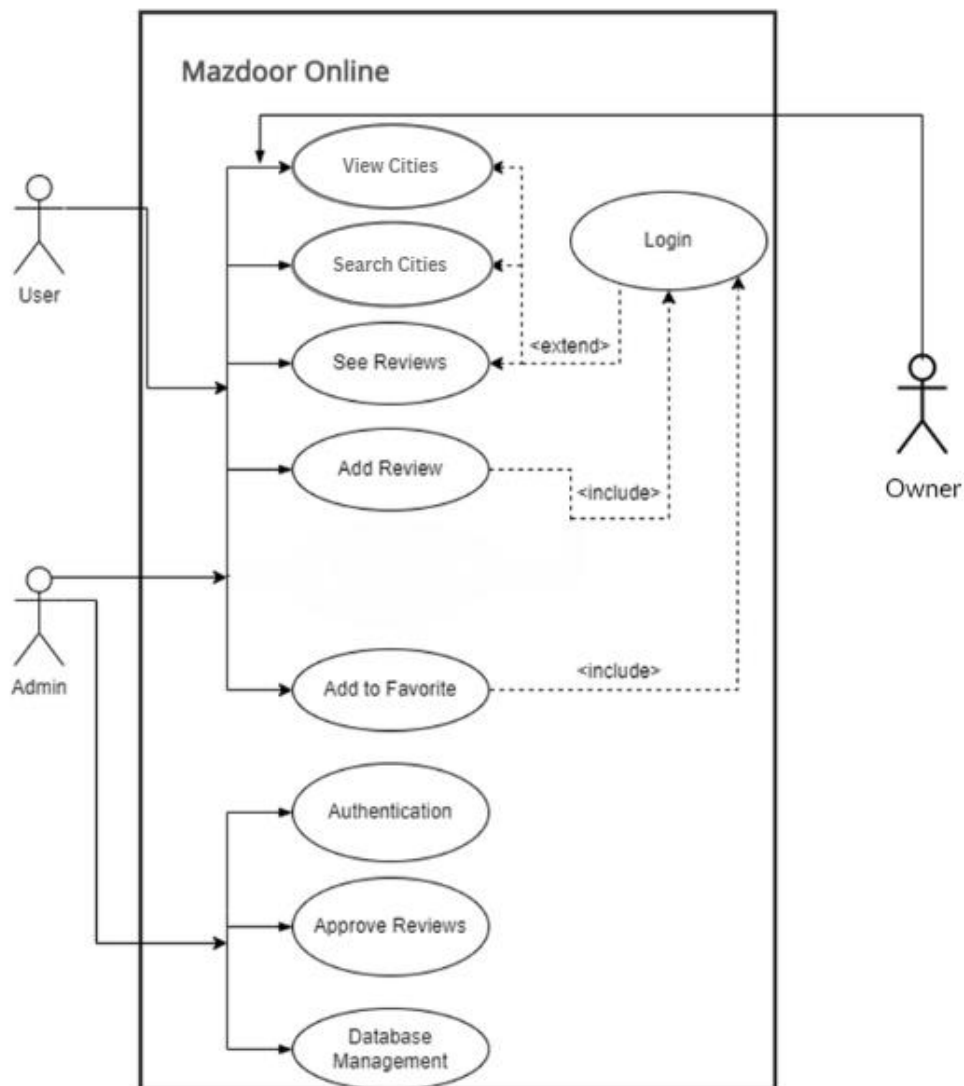 Mazdoor Online
View Cities
Login
Search Cities
User
<extend>
See Reviews
Add Review
<include>
Owner
Admin
Add to Favorite
<include>
Authentication
Approve Reviews
Database
Management